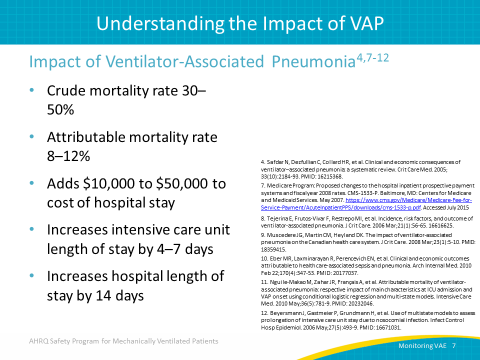 Understanding the Impact of VAP
Impact of Ventilator-Associated Pneumonia4,7-12
• Crude mortality rate 30–
50%
• Attributable mortality rate
8–12%
• Adds $10,000 to $50,000 to
cost of hospital stay
• Increases intensive care unit
length of stay by 4–7 days
• Increases hospital length of
stay by 14 days
4. Safder N, Dezfulian C, Collard HR, et al. Clinical and economic consequences of
ventilator-associated pneumonia: a systematic review. Crit Care Med. 2005;
33(10):2184-93. PMID: 16215368.
7. Medicare Program: Proposed changes to the hospital inpatient prospective payment
systems and fiscal year 2008 rates. CMS-1533-P. Baltimore, MD: Centers for Medicare
and Medicaid Services. May 2007. https://www.cms.gov/Medicare/Medicare-Fee-for-
Service-Payment/AcuteInpatientPPS/downloads/cms-1533-p.pdf. Accessed July 2015
8. Tejerina E, Frutos-Vivar F, Restrepo MI, et al. Incidence, risk factors, and outcome of
ventilator-associated pneumonia. J Crit Care. 2006 Mar;21(1):56-65. 16616625.
9. Muscedere JG, Martin CM, Heyland DK. The impact of ventilator-associated
pneumonia on the Canadian health care system. J Crit Care. 2008 Mar;23(1):5-10. PMID:
18359415.
10. Eber MR, Laxminarayan R, Perencevich EN, et al. Clinical and economic outcomes
attributable to health care-associated sepsis and pneumonia. Arch Internal Med. 2010
Feb 22;170(4):347-53. PMID: 20177037.
11. Nguile-Makao M, Zahar JR, Français A, et al. Attributable mortality of ventilator-
associated pneumonia: respective impact of main characteristics at ICU admission and
VAP onset using conditional logistic regression and multi-state models. Intensive Care
Med. 2010 May;36(5):781-9. PMID: 20232046.
12. Beyersmann J, Gastmeier P, Grundmann H, et al. Use of multistate models to assess
prolongation of intensive care unit stay due to nosocomial infection. Infect Control
Hosp Epidemiol. 2006 May;27(5):493-9. PMID: 16671031.
AHRQ Safety Program for Mechanically Ventilated Patients
Monitoring VAE 7